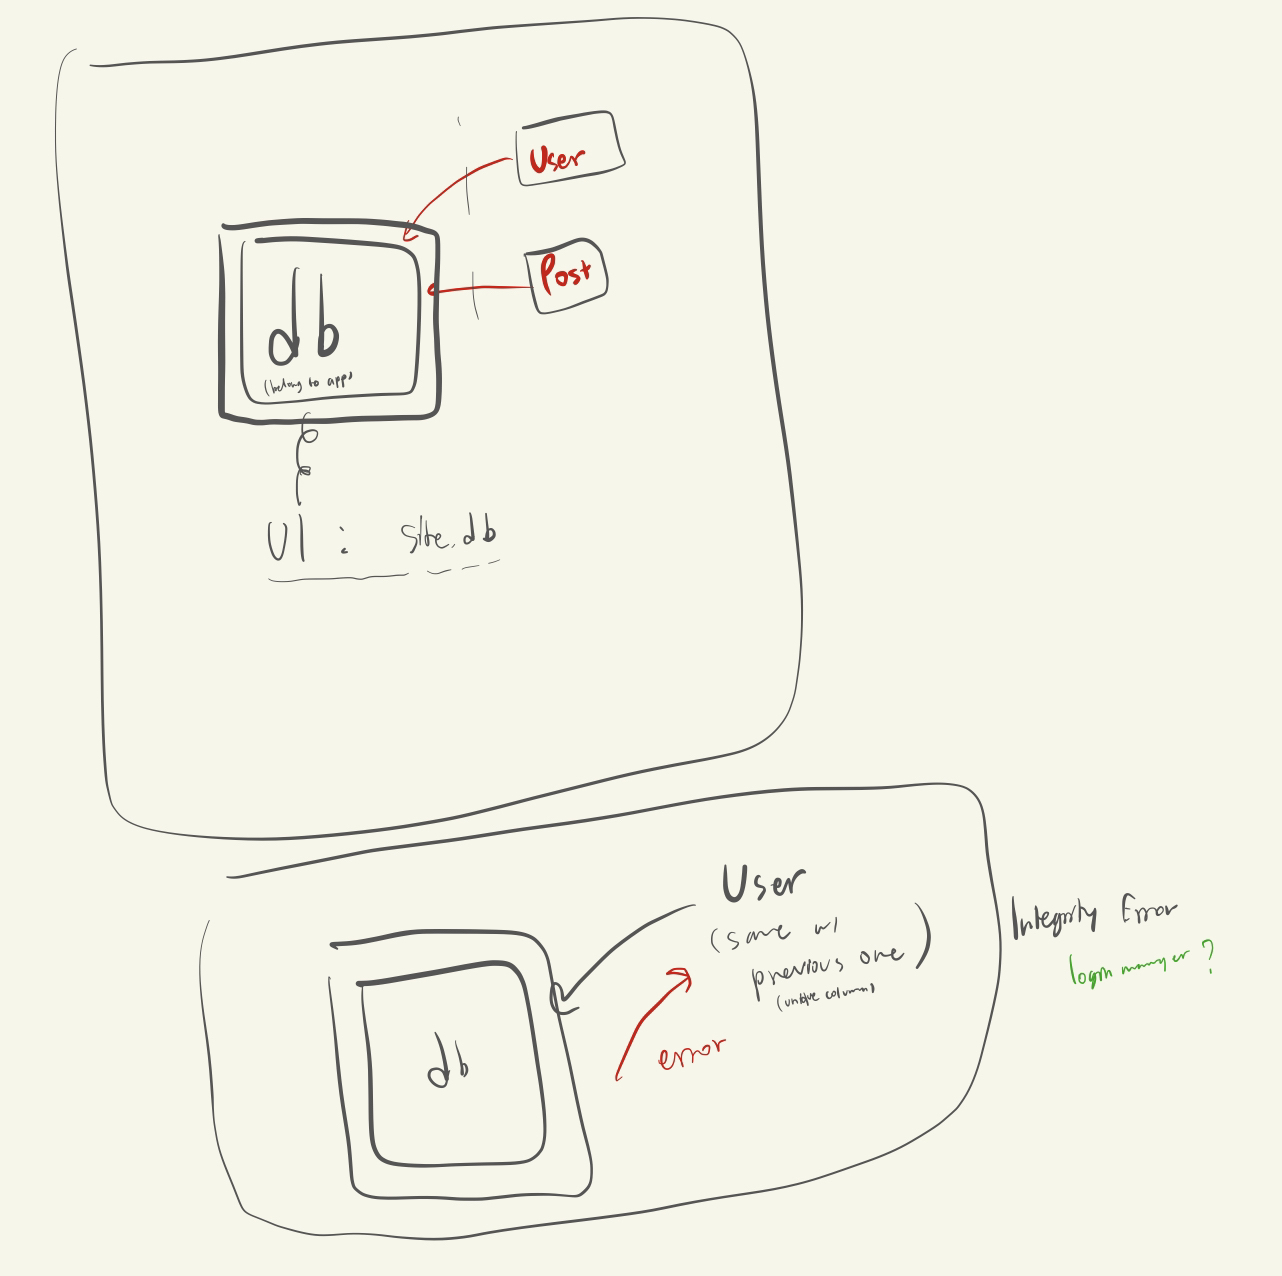 User
Post
db
(belong to app)
UI : site.db
User
(same w/
previous one)
(unique column)
db
error
Integrity Error
login manager ?